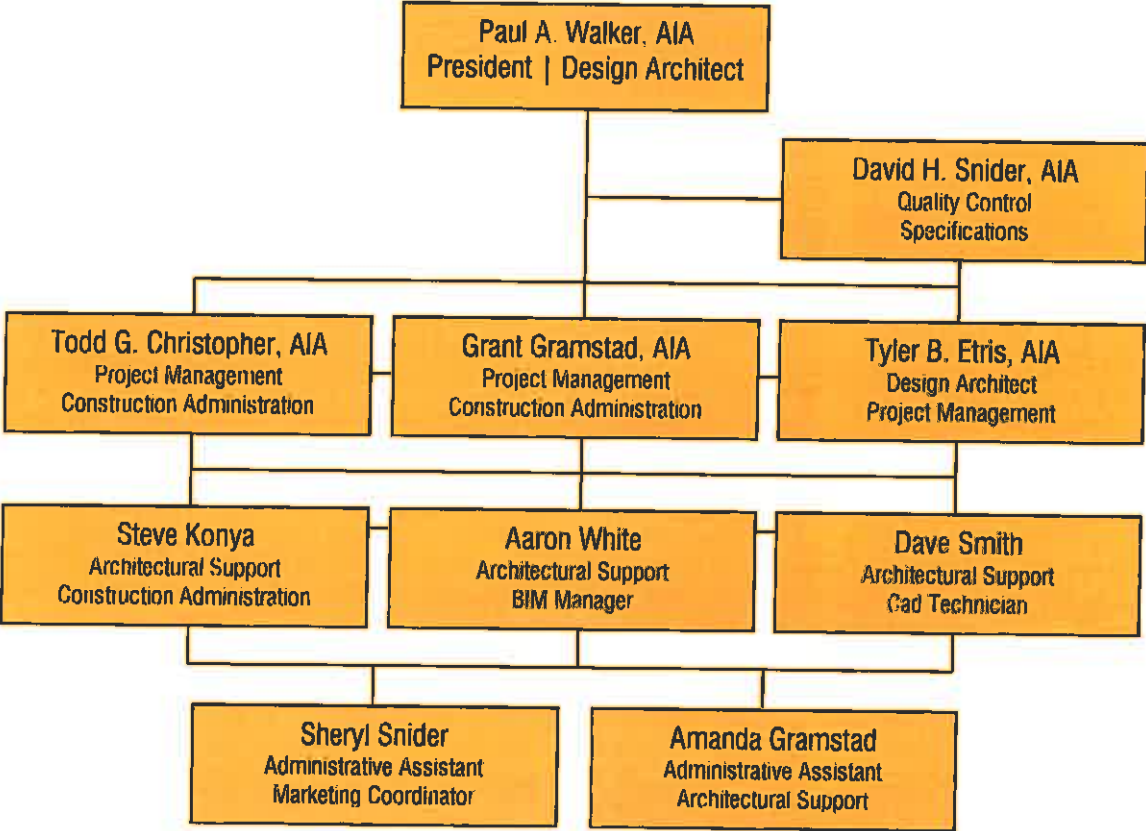 Paul A. Walker, AIA
President | Design Architect
David H. Snider, AIA
Quality Control
Specifications
Todd G. Christopher, AIA
Project Management
Construction Administration
Grant Gramstad, AIA
Project Management
Construction Administration
Tyler B. Etris, AIA
Design Architect
Project Management
Steve Konya
Architectural Support
Construction Administration
Aaron White
Architectural Support
BIM Manager
Dave Smith
Architectural Support
Cad Technician
Sheryl Snider
Administrative Assistant
Marketing Coordinator
Amanda Gramstad
Administrative Assistant
Architectural Support